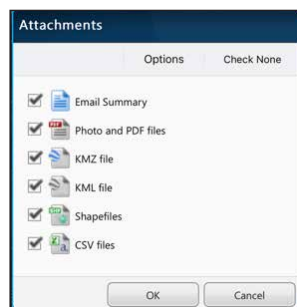 Attachments
Options Check None
Email Summary
Photo and PDF files
KMZ file
KML file
Shapefiles
CSV files
OK Cancel